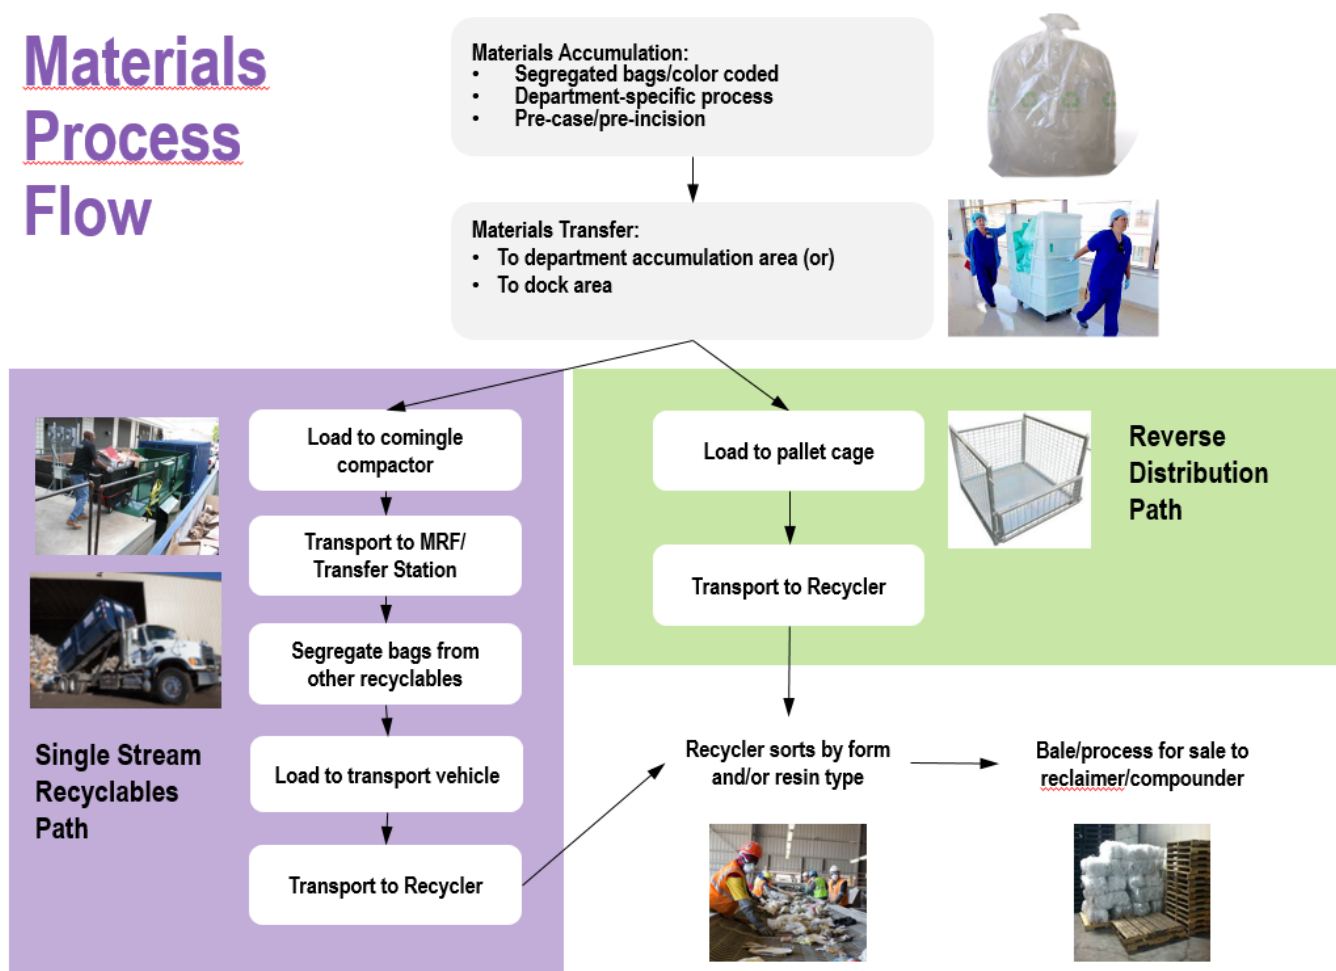 Materials
Process
Flow
Materials Accumulation:
• Segregated bags/color coded
• Department-specific process
• Pre-case/pre-incision
Materials Transfer:
• To department accumulation area (or)
• To dock area
Load to comingle
compactor
Transport to MRF/
Transfer Station
Segregate bags from
other recyclables
Load to transport vehicle
Transport to Recycler
Single Stream
Recyclables
Path
Load to pallet cage
Transport to Recycler
Reverse
Distribution
Path
Recycler sorts by form
and/or resin type
Bale/process for sale to
reclaimer/compounder